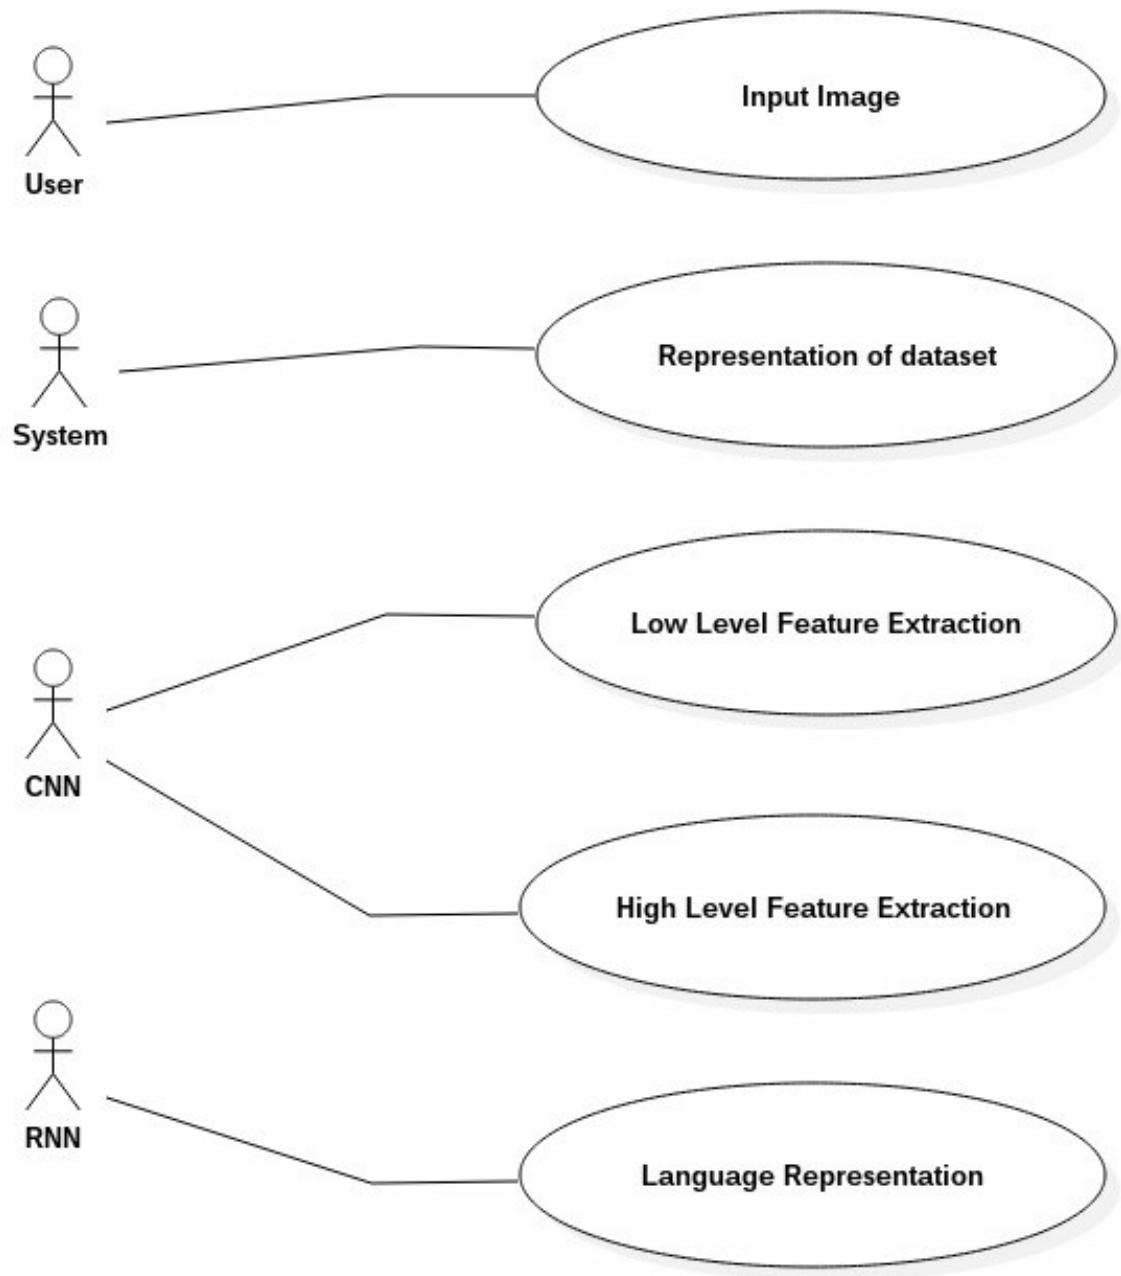 Input Image
User
Representation of dataset
System
Low Level Feature Extraction
CNN
High Level Feature Extraction
RNN
Language Representation